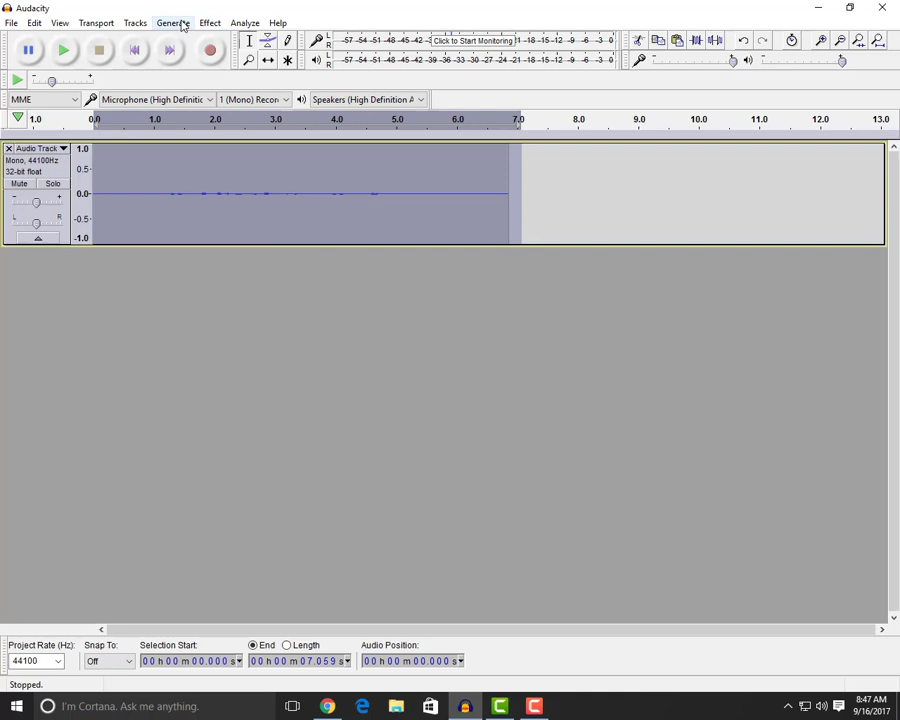 Audacity
File Edit View Transport Tracks Generate Effect Analyze Help
L R -57 -54 -51 -48 -45 -42 -3 Click to Start Monitoring 1 -18 -15 -12 -9 -6 -3 0
L R -57 -54 -51 -48 -45 -42 -39 -36 -33 -30 -27 -24 -21 -18 -15 -12 -9 -6 -3 0
MME Microphone (High Definitic 1 (Mono) Recor Speakers (High Definition A
1.0 0.0 1.0 2.0 3.0 4.0 5.0 6.0 7.0 8.0 9.0 10.0 11.0 12.0 13.0
Audio Track 1.0
Mono, 44100Hz
32-bit float 0.5-
Mute Solo
- + 0.0-
L R -0.5-
-1.0
Project Rate (Hz): Snap To: Selection Start: End Length Audio Position:
44100 Off 00 h 00 m 00.000 s 00 h 00 m 07.059 s 00 h 00 m 00.000 s
Stopped.
I'm Cortana. Ask me anything.
8:47 AM
9/16/2017